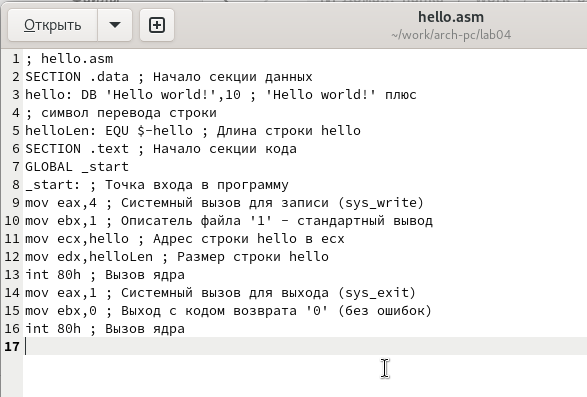 Открыть
hello.asm
~/work/arch-pc/lab04
1 ; hello.asm
2 SECTION .data ; Начало секции данных
3 hello: DB 'Hello world!',10 ; 'Hello world!' плюс
4 ; символ перевода строки
5 helloLen: EQU $-hello ; Длина строки hello
6 SECTION .text ; Начало секции кода
7 GLOBAL _start
8 _start: ; Точка входа в программу
9 mov eax,4 ; Системный вызов для записи (sys_write)
10 mov ebx,1 ; Описатель файла '1' - стандартный вывод
11 mov ecx,hello ; Адрес строки hello в ecx
12 mov edx,helloLen ; Размер строки hello
13 int 80h ; Вызов ядра
14 mov eax,1 ; Системный вызов для выхода (sys_exit)
15 mov ebx,0 ; Выход с кодом возврата '0' (без ошибок)
16 int 80h ; Вызов ядра
17